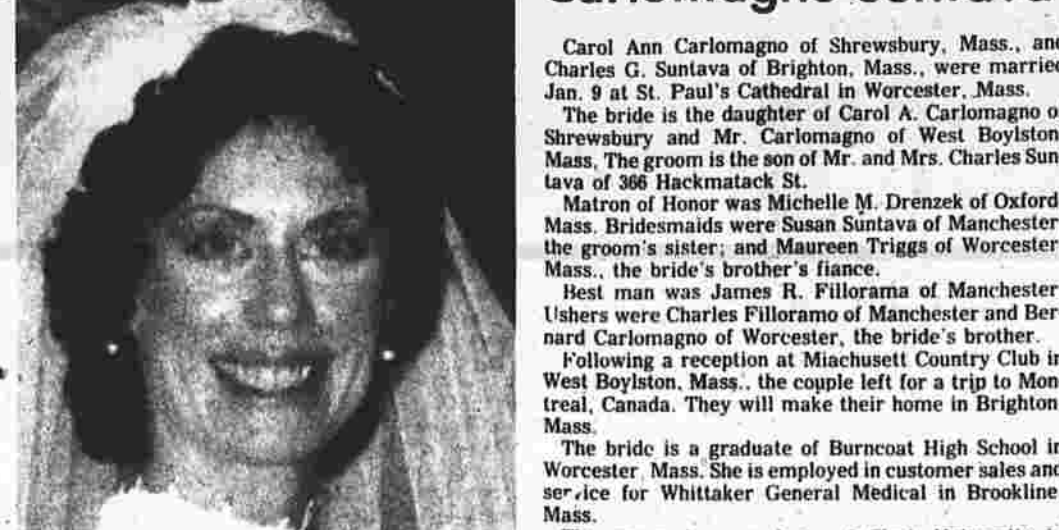 Carol Ann Carlomagno of Shrewsbury, Mass., and
Charles G. Suntava of Brighton, Mass., were married
Jan. 9 at St. Paul's Cathedral in Worcester, Mass.
The bride is the daughter of Carol A. Carlomagno o
Shrewsbury and Mr. Carlomagno of West Boylston
Mass. The groom is the son of Mr. and Mrs. Charles Sun
tava of 366 Hackmatack St.
Matron of Honor was Michelle M. Drenzek of Oxford
Mass. Bridesmaids were Susan Suntava of Manchester
the groom's sister; and Maureen Triggs of Worcester
Mass., the bride's brother's fiance.
Best man was James R. Fillorama of Manchester
Ushers were Charles Filloramo of Manchester and Ber
nard Carlomagno of Worcester, the bride's brother.
Following a reception at Miachusett Country Club in
West Boylston, Mass., the couple left for a trip to Mon
treal, Canada. They will make their home in Brighton
Mass.
The bride is a graduate of Burncoat High School in
Worcester, Mass. She is employed in customer sales and
service for Whittaker General Medical in Brookline
Mass.